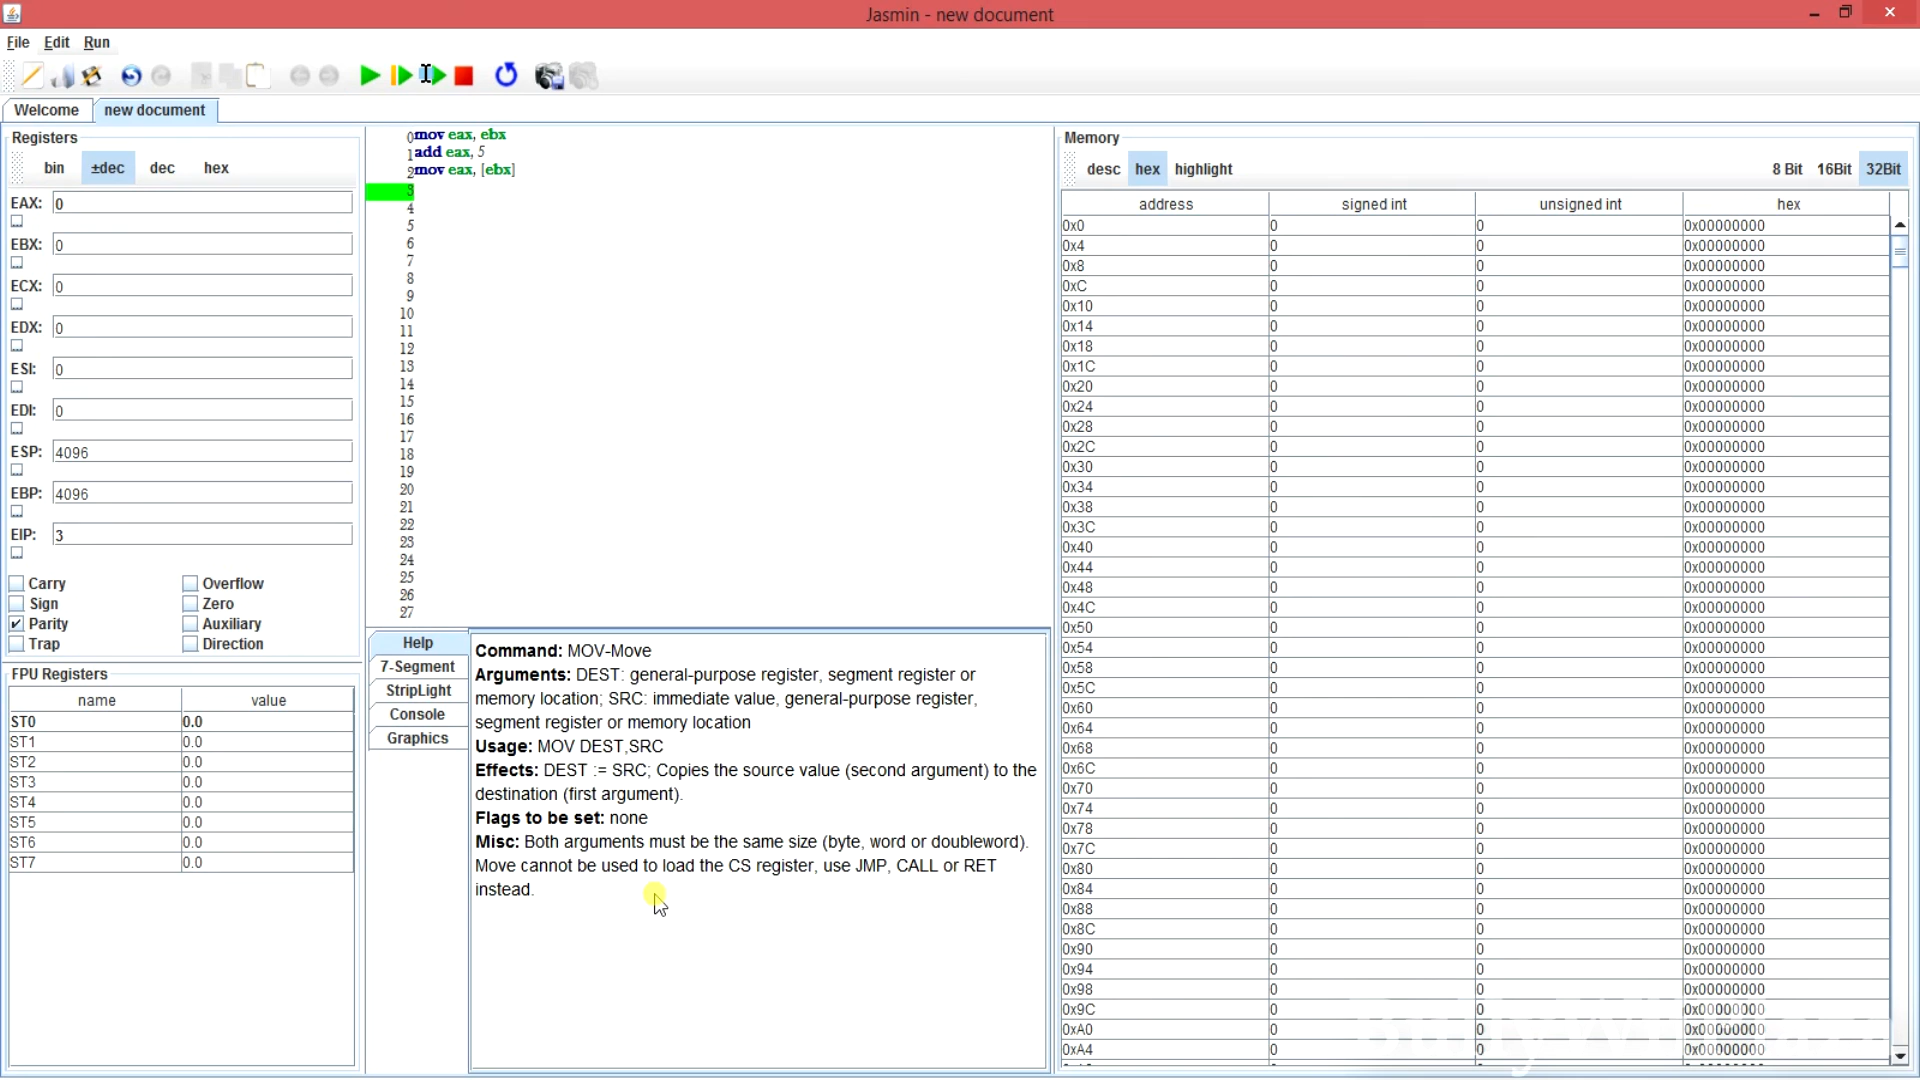 Jasmin - new document
File Edit Run
Welcome new document
Registers
bin ±dec dec hex
EAX: 0
EBX: 0
ECX: 0
EDX: 0
ESI: 0
EDI: 0
ESP: 4096
EBP: 4096
EIP: 3
Carry Overflow
Sign Zero
Parity Auxiliary
Trap Direction
FPU Registers
name value
ST0 0.0
ST1 0.0
ST2 0.0
ST3 0.0
ST4 0.0
ST5 0.0
ST6 0.0
ST7 0.0
0 mov eax, ebx
1 add eax, 5
2 mov eax, [ebx]
3
4
5
6
7
8
9
10
11
12
13
14
15
16
17
18
19
20
21
22
23
24
25
26
27
Help
7-Segment
StripLight
Console
Graphics
Command: MOV-Move
Arguments: DEST: general-purpose register, segment register or
memory location; SRC: immediate value, general-purpose register,
segment register or memory location
Usage: MOV DEST,SRC
Effects: DEST := SRC; Copies the source value (second argument) to the
destination (first argument).
Flags to be set: none
Misc: Both arguments must be the same size (byte, word or doubleword).
Move cannot be used to load the CS register, use JMP, CALL or RET
instead.
Memory
desc hex highlight 8 Bit 16Bit 32Bit
address signed int unsigned int hex
0x0 0 0 0x00000000
0x4 0 0 0x00000000
0x8 0 0 0x00000000
0xC 0 0 0x00000000
0x10 0 0 0x00000000
0x14 0 0 0x00000000
0x18 0 0 0x00000000
0x1C 0 0 0x00000000
0x20 0 0 0x00000000
0x24 0 0 0x00000000
0x28 0 0 0x00000000
0x2C 0 0 0x00000000
0x30 0 0 0x00000000
0x34 0 0 0x00000000
0x38 0 0 0x00000000
0x3C 0 0 0x00000000
0x40 0 0 0x00000000
0x44 0 0 0x00000000
0x48 0 0 0x00000000
0x4C 0 0 0x00000000
0x50 0 0 0x00000000
0x54 0 0 0x00000000
0x58 0 0 0x00000000
0x5C 0 0 0x00000000
0x60 0 0 0x00000000
0x64 0 0 0x00000000
0x68 0 0 0x00000000
0x6C 0 0 0x00000000
0x70 0 0 0x00000000
0x74 0 0 0x00000000
0x78 0 0 0x00000000
0x7C 0 0 0x00000000
0x80 0 0 0x00000000
0x84 0 0 0x00000000
0x88 0 0 0x00000000
0x8C 0 0 0x00000000
0x90 0 0 0x00000000
0x94 0 0 0x00000000
0x98 0 0 0x00000000
0x9C 0 0 0x00000000
0xA0 0 0 0x00000000
0xA4 0 0 0x00000000